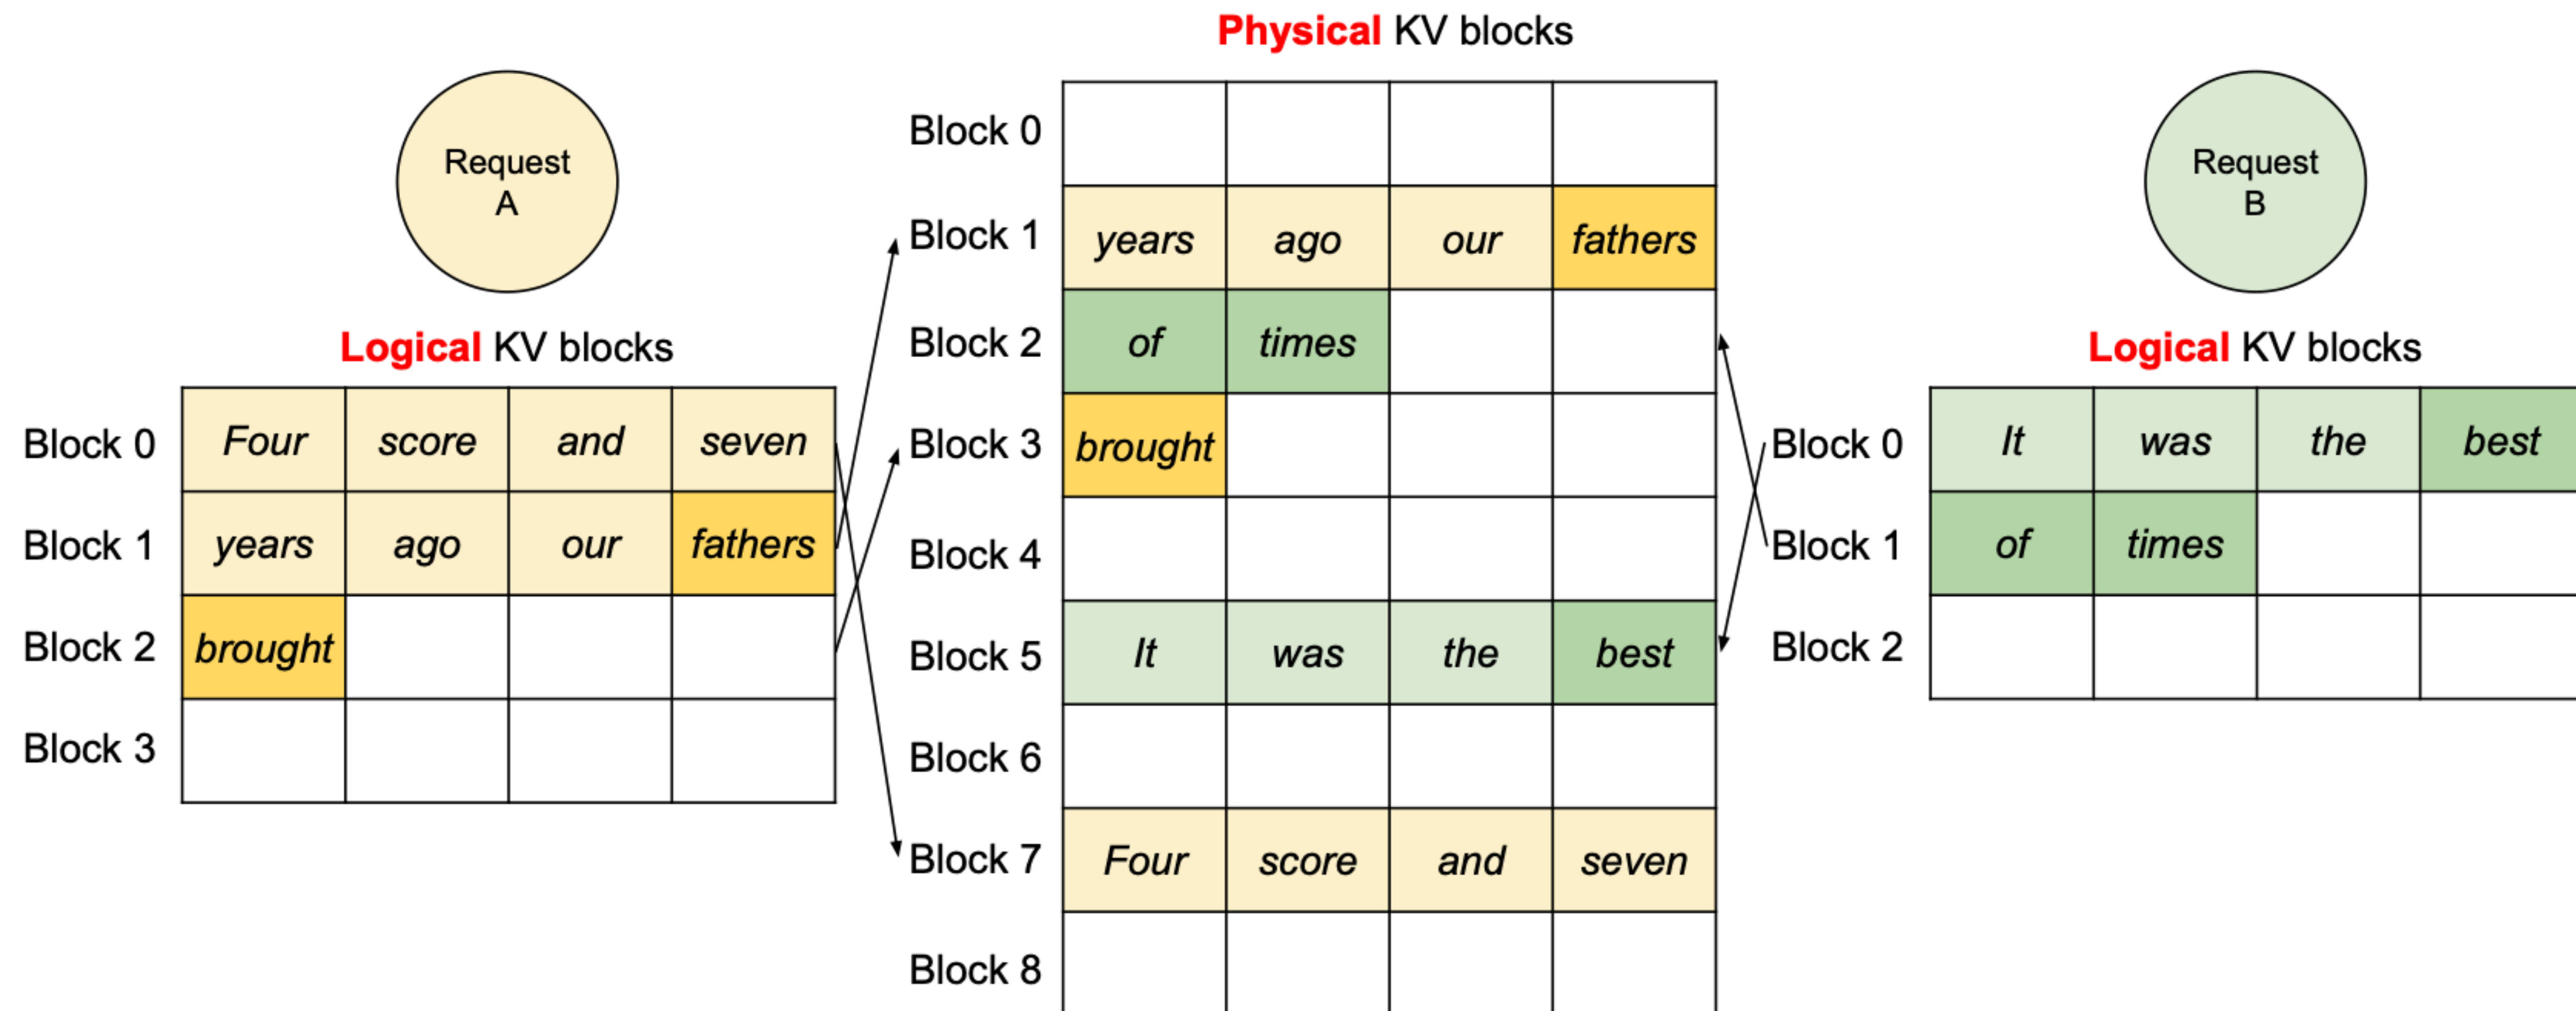 Physical KV blocks
Request
A
Logical KV blocks
Block 0 Four score and seven
Block 1 years ago our fathers
Block 2 brought
Block 3
Block 0
Block 1 years ago our fathers
Block 2 of times
Block 3 brought
Block 4
Block 5 It was the best
Block 6
Block 7 Four score and seven
Block 8
Request
B
Logical KV blocks
Block 0 It was the best
Block 1 of times
Block 2